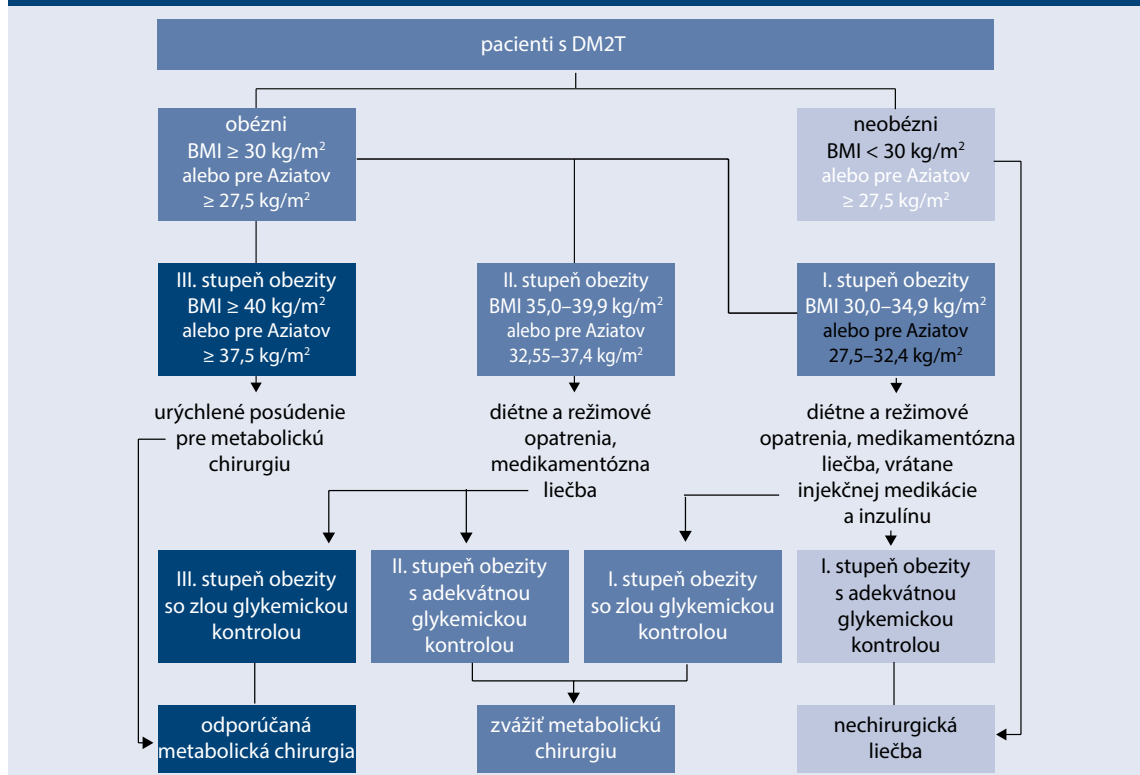 pacienti s DM2T
obézni
BMI ≥ 30 kg/m²
alebo pre Aziatov
≥ 27,5 kg/m²
neobézni
BMI < 30 kg/m²
alebo pre Aziatov
≥ 27,5 kg/m²
III. stupeň obezity
BMI ≥ 40 kg/m²
alebo pre Aziatov
≥ 37,5 kg/m²
II. stupeň obezity
BMI 35,0–39,9 kg/m²
alebo pre Aziatov
32,55–37,4 kg/m²
I. stupeň obezity
BMI 30,0–34,9 kg/m²
alebo pre Aziatov
27,5–32,4 kg/m²
urýchlené posúdenie
pre metabolickú
chirurgiu
diétne a režimové
opatrenia,
medikamentózna
liečba
diétne a režimové
opatrenia, medikamentózna
liečba, vrátane
injekčnej medikácie
a inzulínu
III. stupeň obezity
so zlou glykemickou
kontrolou
II. stupeň obezity
s adekvátnou
glykemickou
kontrolou
I. stupeň obezity
so zlou glykemickou
kontrolou
I. stupeň obezity
s adekvátnou
glykemickou
kontrolou
odporúčaná
metabolická chirurgia
zvážiť metabolickú
chirurgiu
nechirurgická
liečba